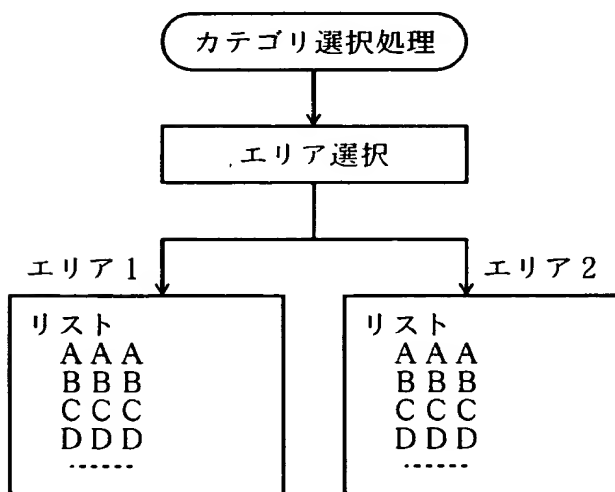 カテゴリ選択処理
エリア選択
エリア1
エリア2
リスト
AAA
BBB
CCC
DDD
……
リスト
AAA
BBB
CCC
DDD
……